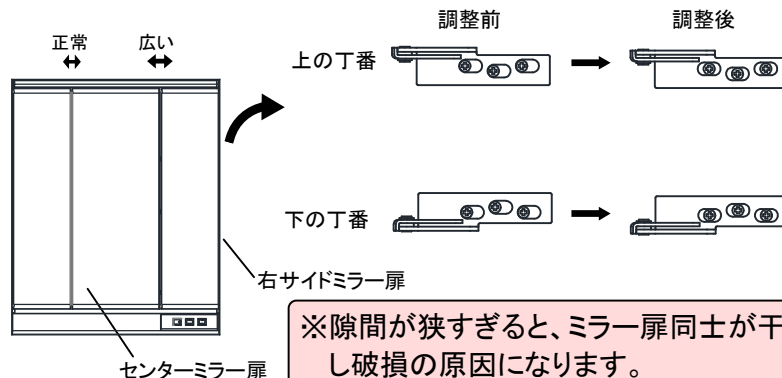 調整前
調整後
正常
広い
上の丁番
下の丁番
右サイドミラー扉
センターミラー扉
※隙間が狭すぎると、ミラー扉同士が干
し破損の原因になります。